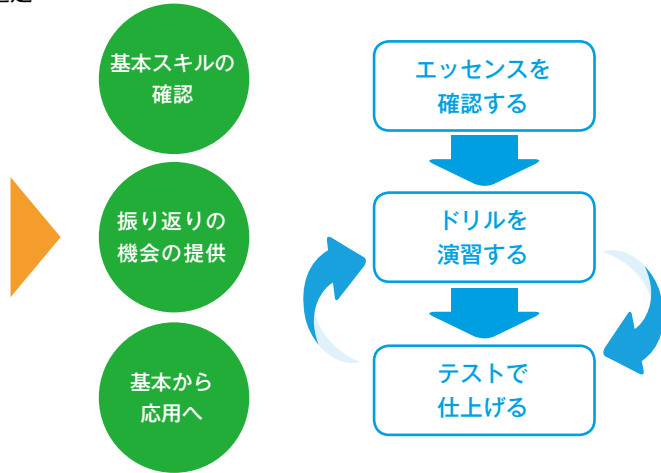 基本スキルの
確認
振り返りの
機会の提供
基本から
応用へ
エッセンスを
確認する
ドリルを
演習する
テストで
仕上げる